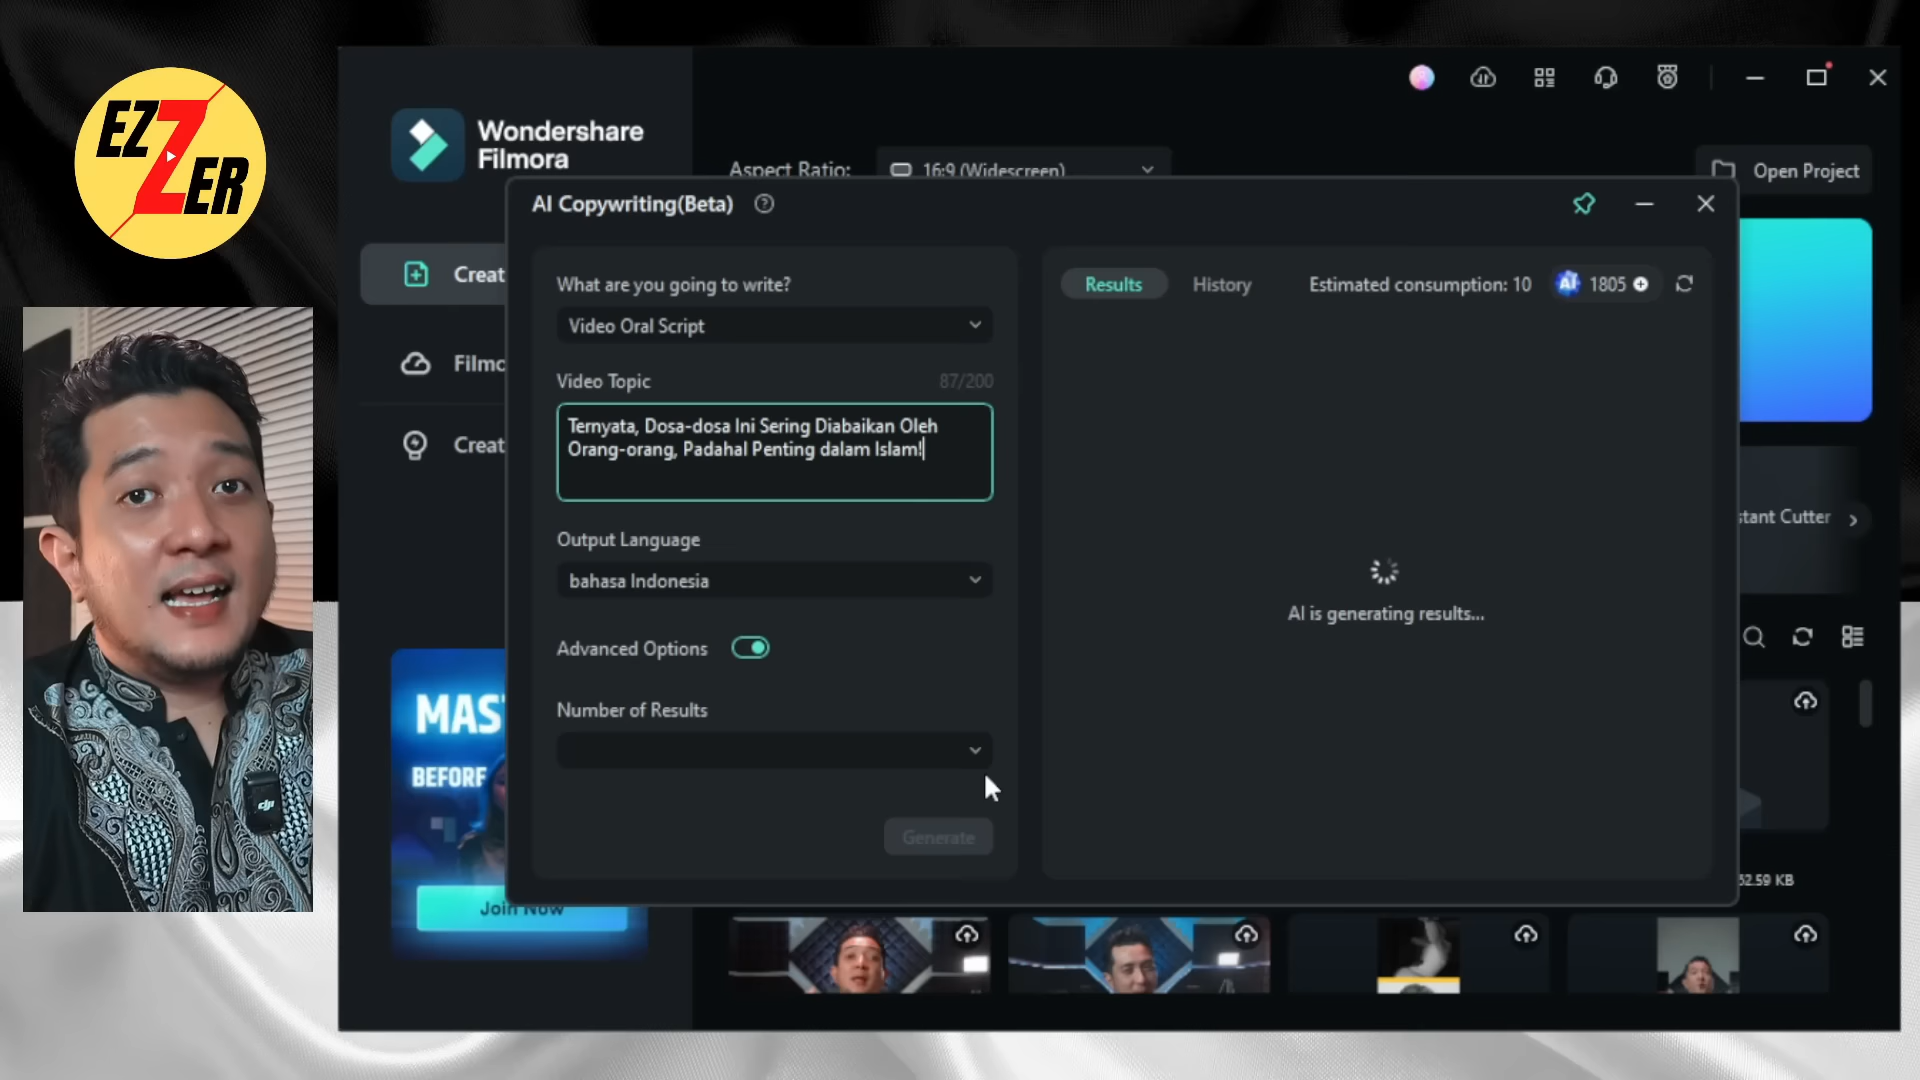 EZZER
Wondershare
Filmora
Aspect Ratio:
16:9 (Widescreen)
Open Project
AI Copywriting(Beta)
Creat
Filmo
Creat
What are you going to write?
Video Oral Script
Video Topic
87/200
Ternyata, Dosa-dosa Ini Sering Diabaikan Oleh
Orang-orang, Padahal Penting dalam Islam!
Output Language
bahasa Indonesia
Advanced Options
Number of Results
Generate
Results
History
Estimated consumption: 10
AI
1805
AI is generating results...
stant Cutter
MAS
BEFORE
Join Now
52.59 KB
dji